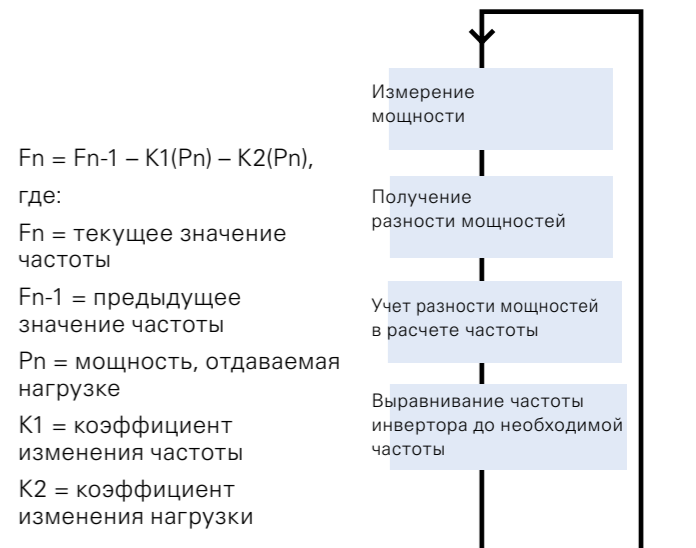 Fn = Fn-1 – K1(Pn) – K2(Pn),
где:
Fn = текущее значение
частоты
Fn-1 = предыдущее
значение частоты
Pn = мощность, отдаваемая
нагрузке
K1 = коэффициент
изменения частоты
K2 = коэффициент
изменения нагрузки
Измерение
мощности
Получение
разности мощностей
Учет разности мощностей
в расчете частоты
Выравнивание частоты
инвертора до необходимой
частоты